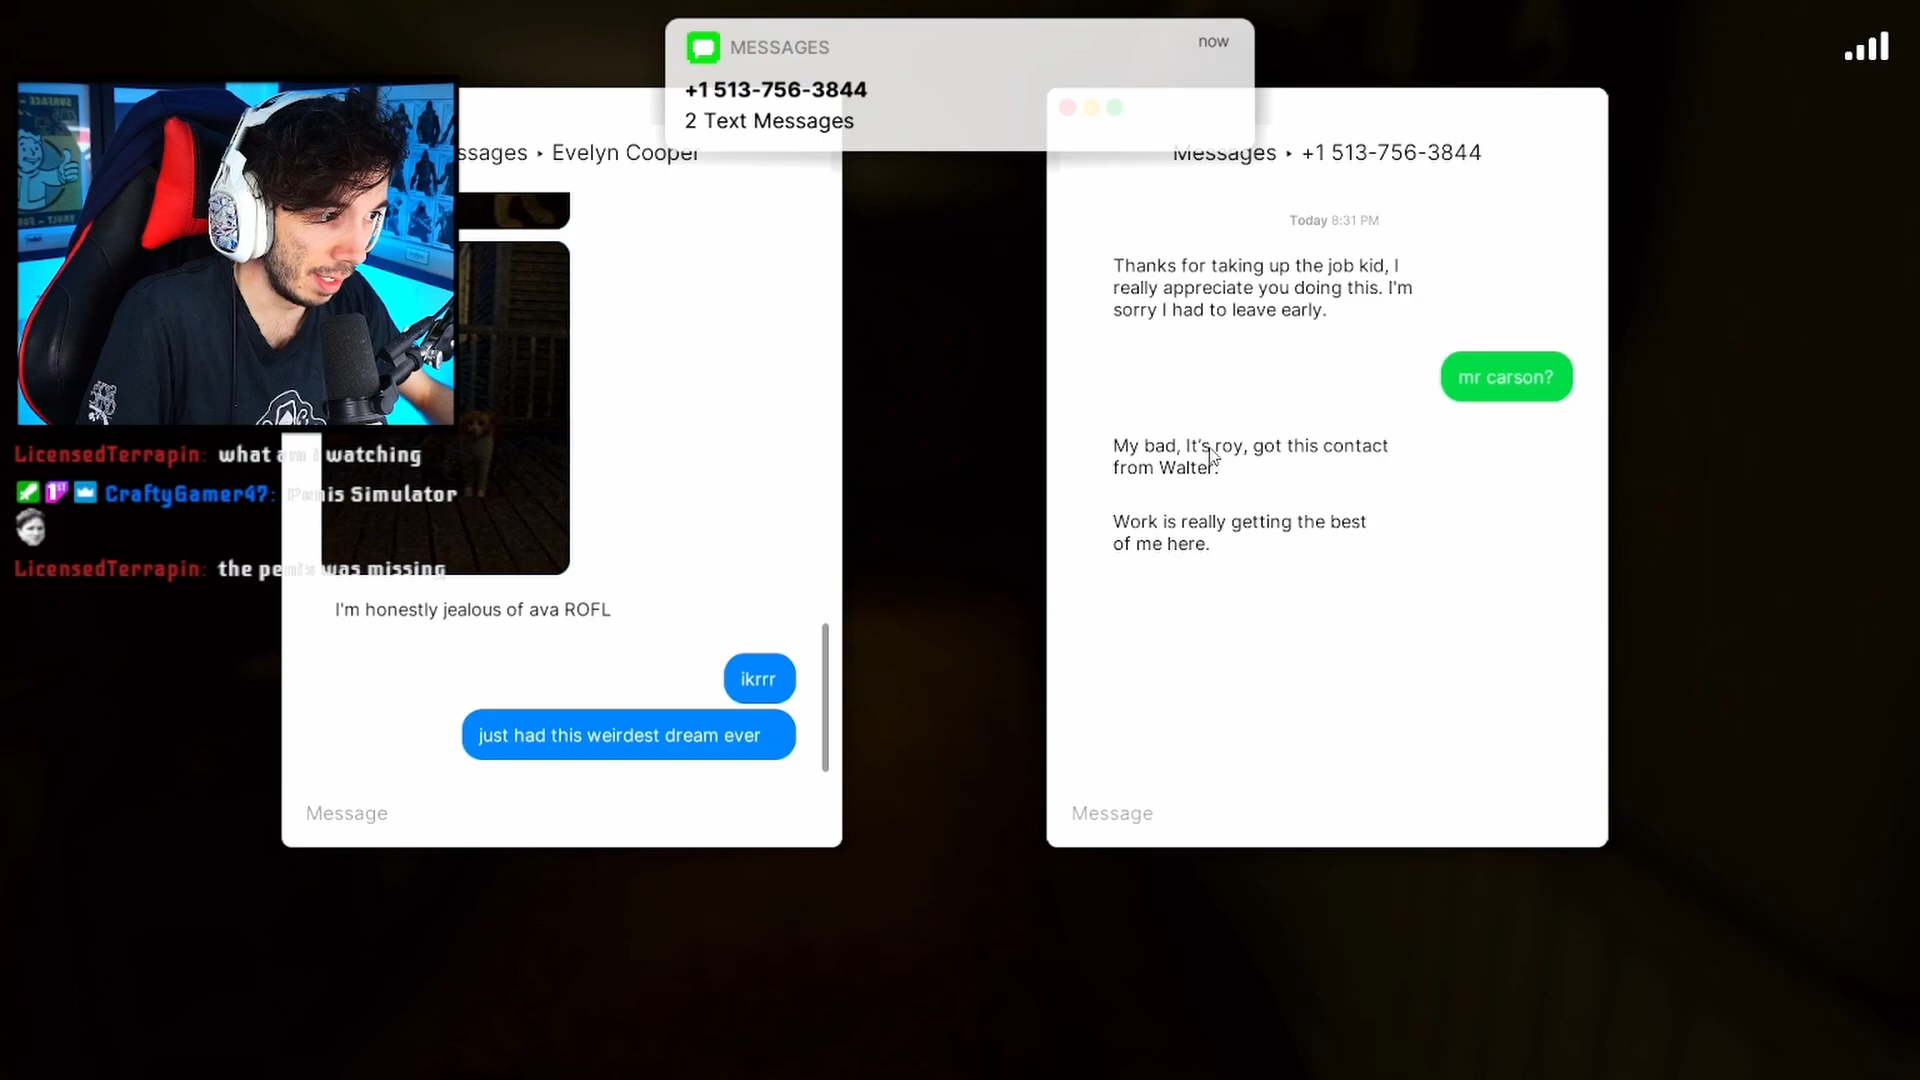 MESSAGES
now
+1 513-756-3844
2 Text Messages
ssages ‣ Evelyn Cooper
I'm honestly jealous of ava ROFL
ikrrr
just had this weirdest dream ever
Message
Messages ‣ +1 513-756-3844
Today 8:31 PM
Thanks for taking up the job kid, I
really appreciate you doing this. I'm
sorry I had to leave early.
mr carson?
My bad, It's roy, got this contact
from Walter.
Work is really getting the best
of me here.
Message
LicensedTerrapin: what am i watching
CraftyGamer47: Penis Simulator
LicensedTerrapin: the penis was missing